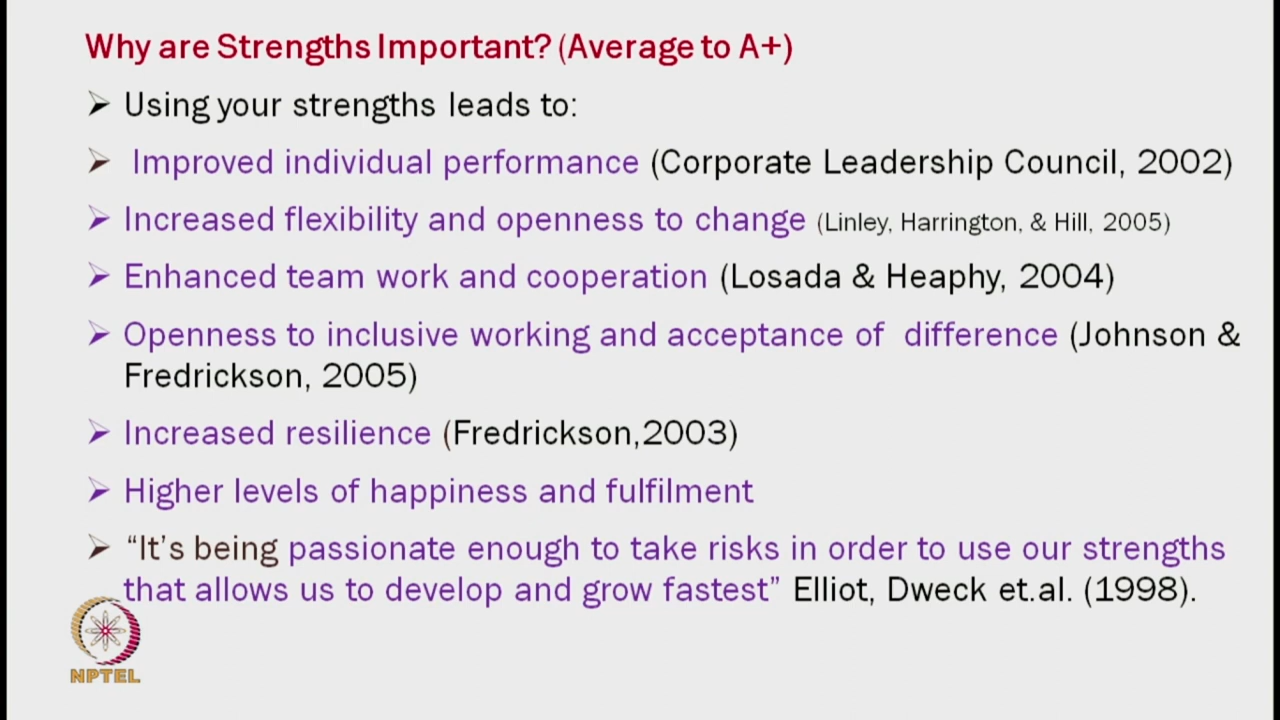 Why are Strengths Important? (Average to A+)
➢ Using your strengths leads to:
➢ Improved individual performance (Corporate Leadership Council, 2002)
➢ Increased flexibility and openness to change (Linley, Harrington, & Hill, 2005)
➢ Enhanced team work and cooperation (Losada & Heaphy, 2004)
➢ Openness to inclusive working and acceptance of difference (Johnson &
Fredrickson, 2005)
➢ Increased resilience (Fredrickson,2003)
➢ Higher levels of happiness and fulfilment
➢ “It’s being passionate enough to take risks in order to use our strengths
that allows us to develop and grow fastest” Elliot, Dweck et.al. (1998).
NPTEL